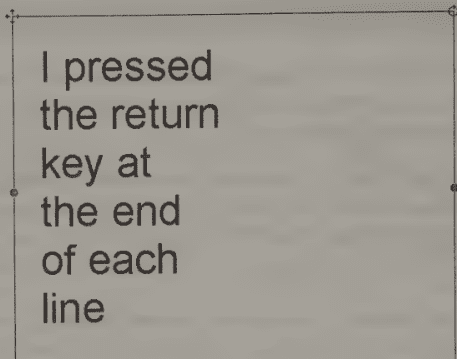 I pressed
the return
key at
the end
of each
line